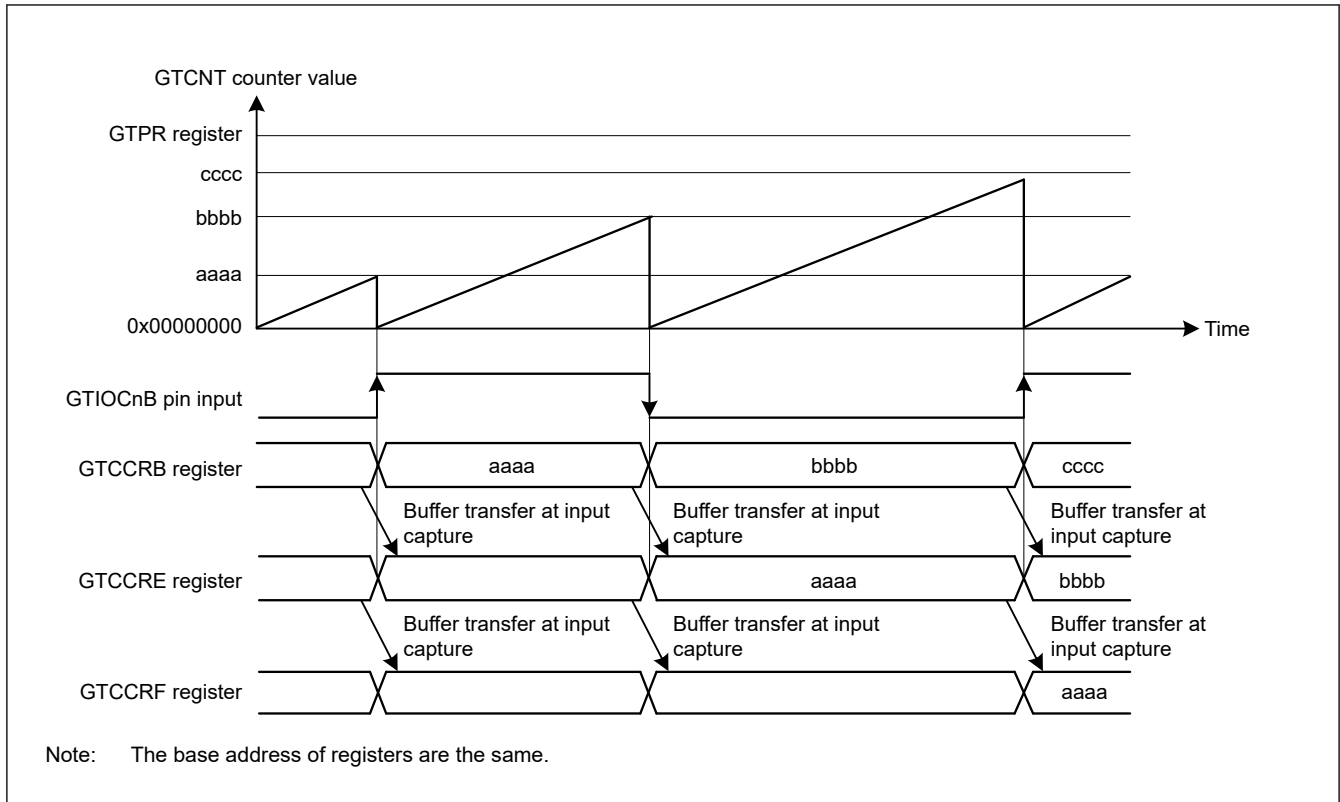 GTCNT counter value
GTPR register
cccc
bbbb
aaaa
0x00000000
Time
GTIOCnB pin input
GTCCRB register
aaaa
bbbb
cccc
Buffer transfer at input
capture
Buffer transfer at input
capture
Buffer transfer at
input capture
GTCCRE register
aaaa
bbbb
Buffer transfer at input
capture
Buffer transfer at input
capture
Buffer transfer at
input capture
GTCCRF register
aaaa
Note: The base address of registers are the same.